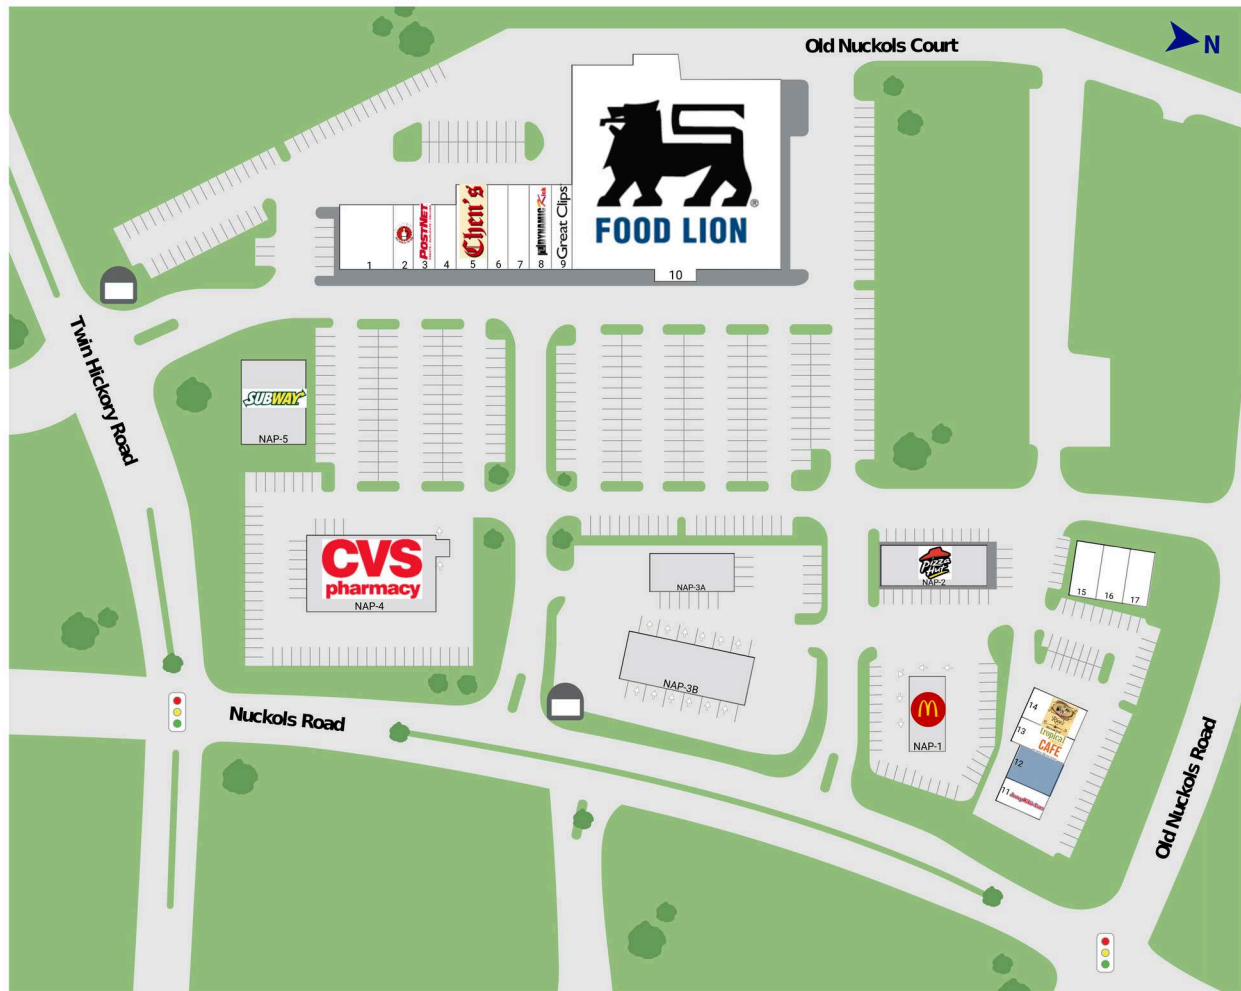 Old Nuckols Court
N
FOOD LION
®
PostNet
Chen's
DYNAMIC Kick
Great Clips
1
2
3
4
5
6
7
8
9
10
Twin Hickory Road
SUBWAY
NAP-5
CVS
pharmacy
NAP-4
NAP-3A
NAP-3B
Pizza
Hut
NAP-2
15
16
17
NAP-1
14
13
tropical
CAFE
12
11
Nuckols Road
Old Nuckols Road